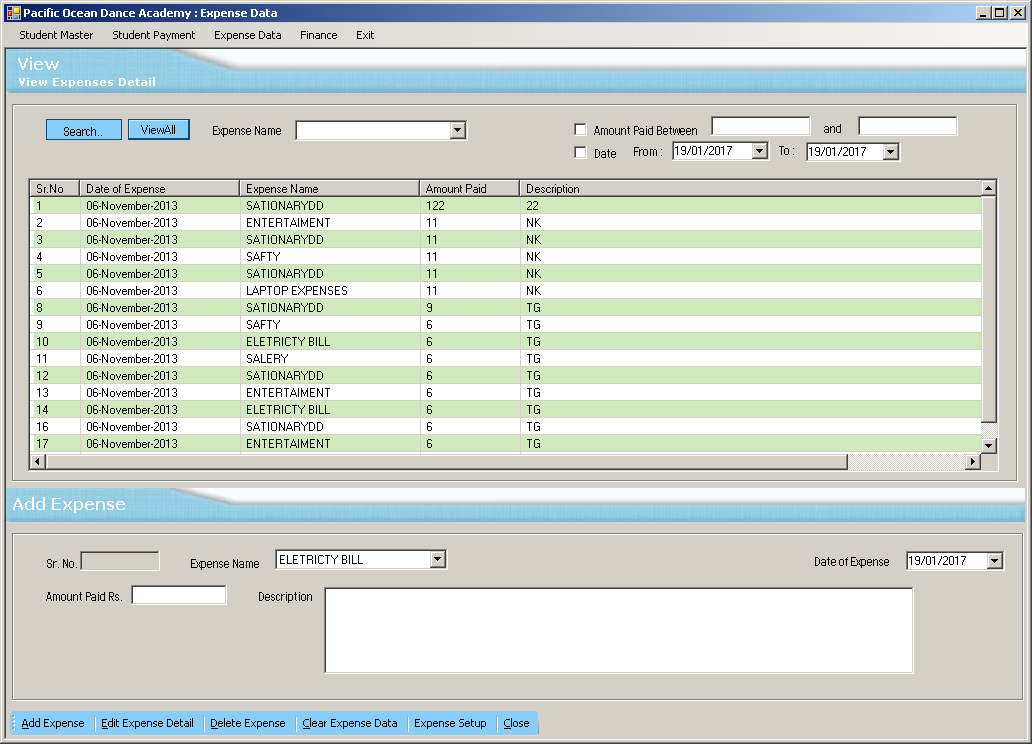 Pacific Ocean Dance Academy : Expense Data
Student Master Student Payment Expense Data Finance Exit
View
View Expenses Detail
Search.. ViewAll Expense Name Amount Paid Between and
Date From : 19/01/2017 To : 19/01/2017
Sr.No Date of Expense Expense Name Amount Paid Description
1 06-November-2013 SATIONARYDD 122 22
2 06-November-2013 ENTERTAIMENT 11 NK
3 06-November-2013 SATIONARYDD 11 NK
4 06-November-2013 SAFTY 11 NK
5 06-November-2013 SATIONARYDD 11 NK
6 06-November-2013 LAPTOP EXPENSES 11 NK
8 06-November-2013 SATIONARYDD 9 TG
9 06-November-2013 SAFTY 6 TG
10 06-November-2013 ELETRICTY BILL 6 TG
11 06-November-2013 SALERY 6 TG
12 06-November-2013 SATIONARYDD 6 TG
13 06-November-2013 ENTERTAIMENT 6 TG
14 06-November-2013 ELETRICTY BILL 6 TG
16 06-November-2013 SATIONARYDD 6 TG
17 06-November-2013 ENTERTAIMENT 6 TG
Add Expense
Sr. No. Expense Name ELETRICTY BILL Date of Expense 19/01/2017
Amount Paid Rs. Description
Add Expense Edit Expense Detail Delete Expense Clear Expense Data Expense Setup Close